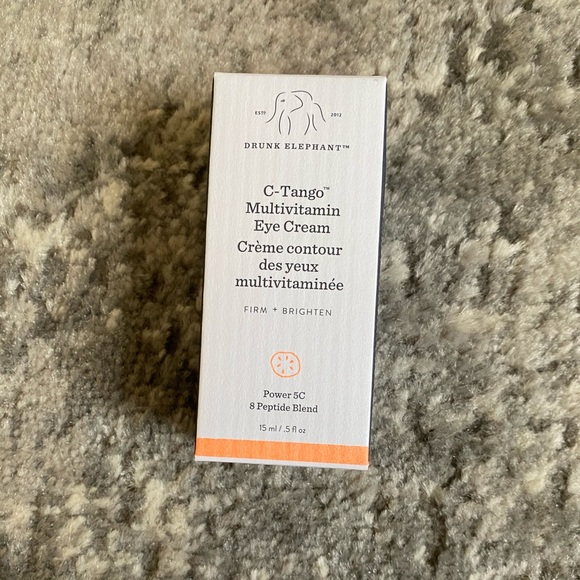 ESTD 2012
DRUNK ELEPHANT™
C-Tango™
Multivitamin
Eye Cream
Crème contour
des yeux
multivitaminée
FIRM + BRIGHTEN
Power 5C
8 Peptide Blend
15 ml / .5 fl oz